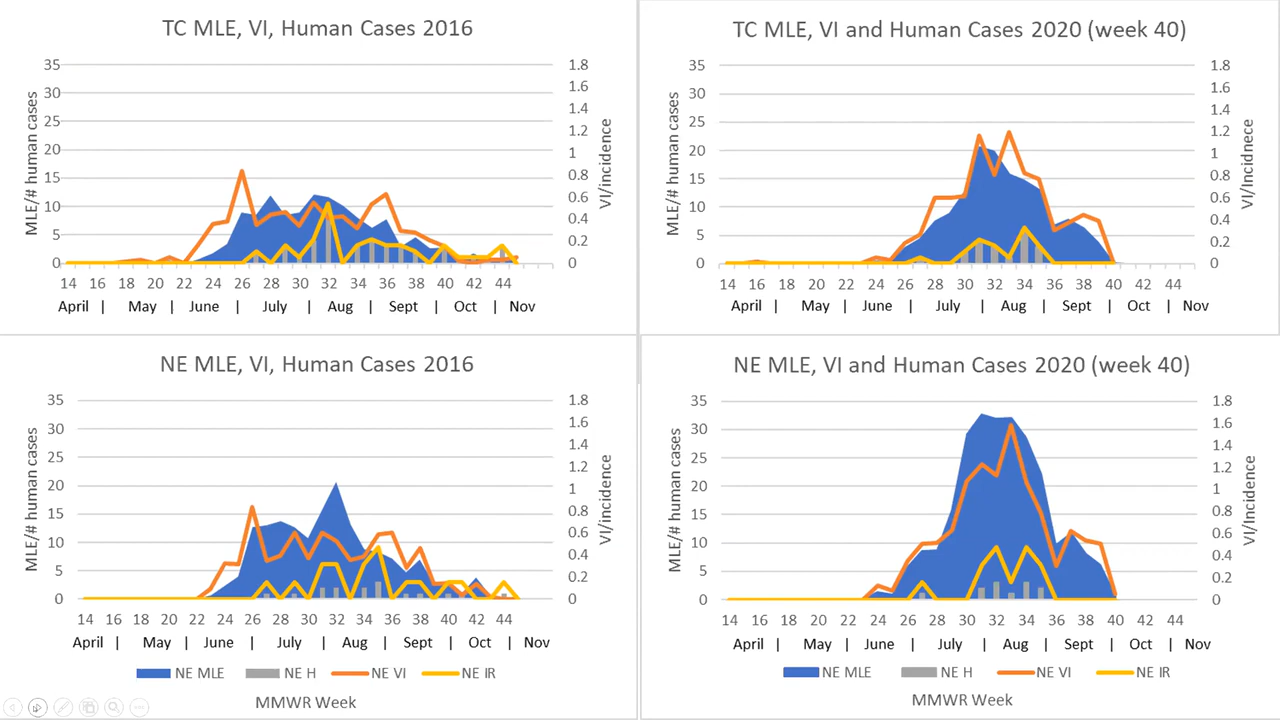 TC MLE, VI, Human Cases 2016
35 30 25 20 15 10 5 0
MLE/# human cases
1.8 1.6 1.4 1.2 1 0.8 0.6 0.4 0.2 0
VI/incidence
14 16 18 20 22 24 26 28 30 32 34 36 38 40 42 44
April | May | June | July | Aug | Sept | Oct | Nov
TC MLE, VI and Human Cases 2020 (week 40)
35 30 25 20 15 10 5 0
MLE/# human cases
1.8 1.6 1.4 1.2 1 0.8 0.6 0.4 0.2 0
VI/Incidnece
14 16 18 20 22 24 26 28 30 32 34 36 38 40 42 44
April | May | June | July | Aug | Sept | Oct | Nov
NE MLE, VI, Human Cases 2016
35 30 25 20 15 10 5 0
MLE/# human cases
1.8 1.6 1.4 1.2 1 0.8 0.6 0.4 0.2 0
VI/incidence
14 16 18 20 22 24 26 28 30 32 34 36 38 40 42 44
April | May | June | July | Aug | Sept | Oct | Nov
NE MLE NE H NE VI NE IR
MMWR Week
NE MLE, VI and Human Cases 2020 (week 40)
35 30 25 20 15 10 5 0
MLE/# human cases
1.8 1.6 1.4 1.2 1 0.8 0.6 0.4 0.2 0
VI/Incidence
14 16 18 20 22 24 26 28 30 32 34 36 38 40 42 44
April | May | June | July | Aug | Sept | Oct | Nov
NE MLE NE H NE VI NE IR
MMWR Week